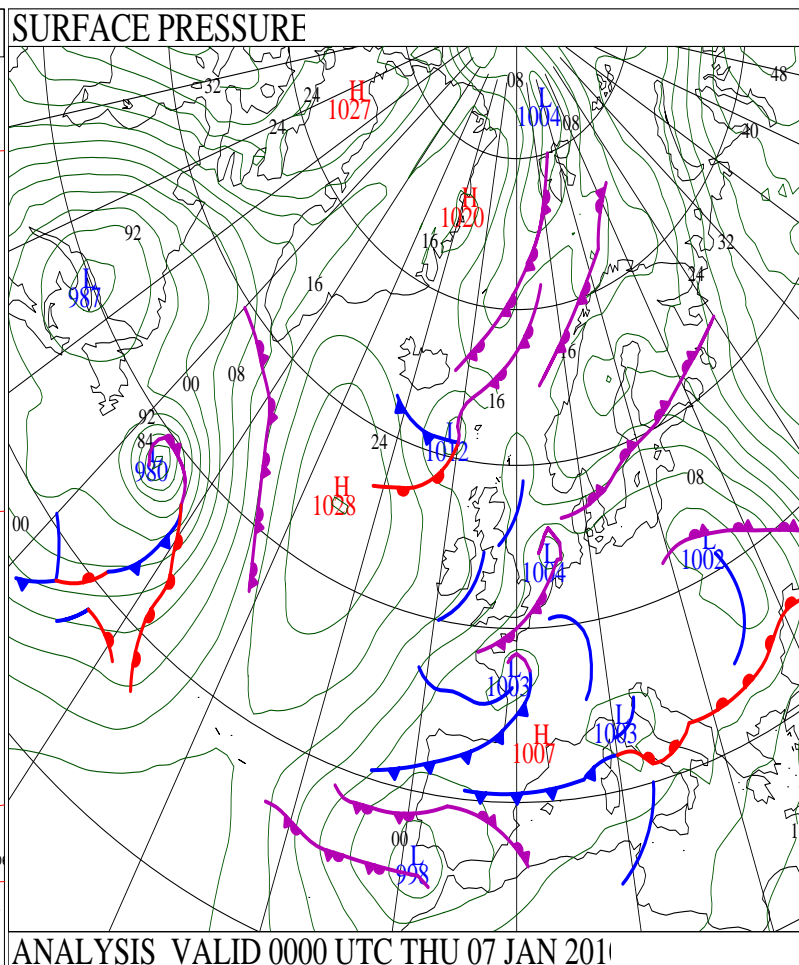 SURFACE PRESSURE
08
48
32
24
H
1027
L
1004
08
24
40
H
1020
92
16
32
L
987
24
16
16
08
00
16
92
24
L
1012
84
L
980
08
H
1028
00
L
1004
L
1002
L
1003
L
1003
H
1007
00
L
998
ANALYSIS VALID 0000 UTC THU 07 JAN